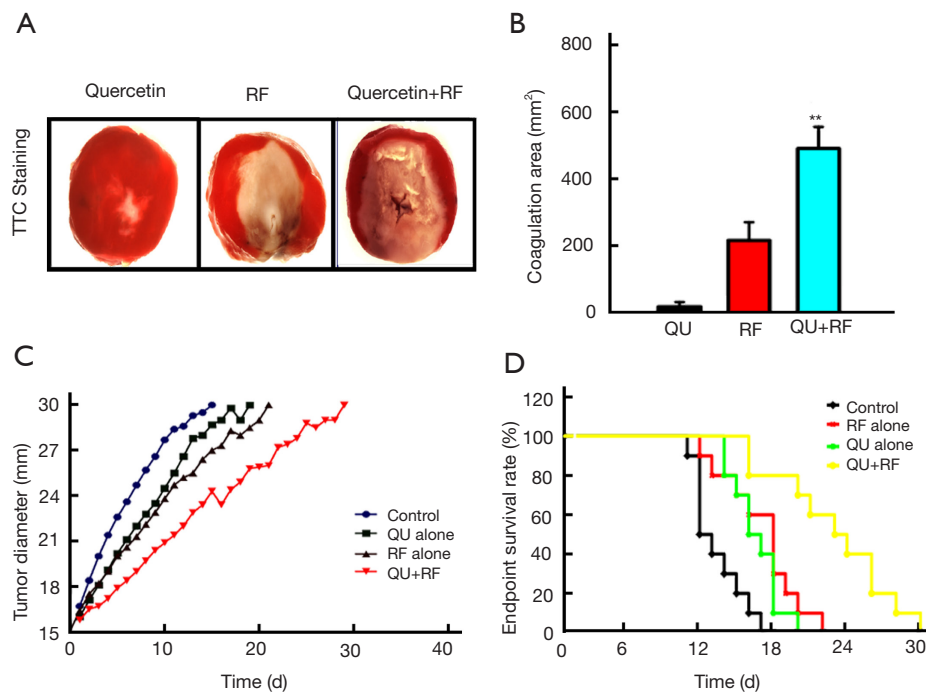 A
Quercetin
RF
Quercetin+RF
TTC Staining
B
Coagulation area (mm²)
800
600
400
200
0
**
QU
RF
QU+RF
C
Tumor diameter (mm)
30
27
24
21
18
15
0
10
20
30
40
Time (d)
Control
QU alone
RF alone
QU+RF
D
Endpoint survival rate (%)
120
100
80
60
40
20
0
0
6
12
18
24
30
Time (d)
Control
RF alone
QU alone
QU+RF